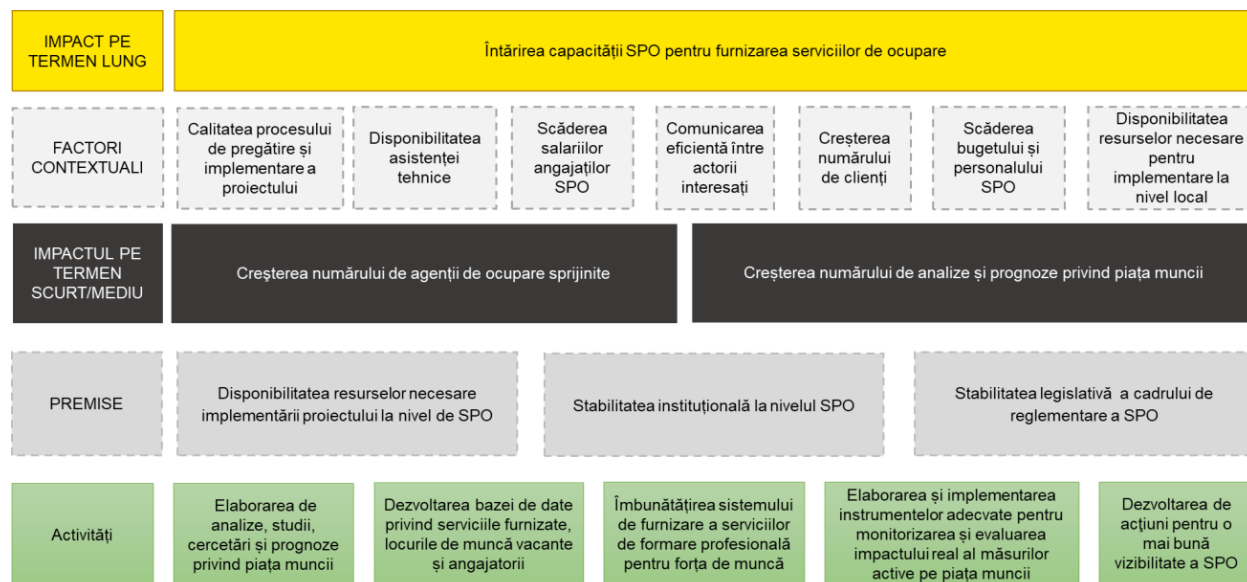 IMPACT PE
TERMEN LUNG
Întărirea capacității SPO pentru furnizarea serviciilor de ocupare
FACTORI
CONTEXTUALI
Calitatea procesului
de pregătire și
implementare a
proiectului
Disponibilitatea
asistenței
tehnice
Scăderea
salariilor
angajaților
SPO
Comunicarea
eficientă între
actorii
interesați
Creșterea
numărului
de clienți
Scăderea
bugetului și
personalului
SPO
Disponibilitatea
resurselor necesare
pentru
implementare la
nivel local
IMPACTUL PE
TERMEN
SCURT/MEDIU
Creşterea numărului de agenții de ocupare sprijinite
Creșterea numărului de analize și prognoze privind piața muncii
PREMISE
Disponibilitatea resurselor necesare
implementării proiectului la nivel de SPO
Stabilitatea instituțională la nivelul SPO
Stabilitatea legislativă a cadrului de
reglementare a SPO
Activități
Elaborarea de
analize, studii,
cercetări și prognoze
privind piața muncii
Dezvoltarea bazei de date
privind serviciile furnizate,
locurile de muncă vacante
și angajatorii
Îmbunătățirea sistemului
de furnizare a serviciilor
de formare profesională
pentru forța de muncă
Elaborarea și implementarea
instrumentelor adecvate pentru
monitorizarea și evaluarea
impactului real al măsurilor
active pe piața muncii
Dezvoltarea de
acţiuni pentru o
mai bună
vizibilitate a SPO